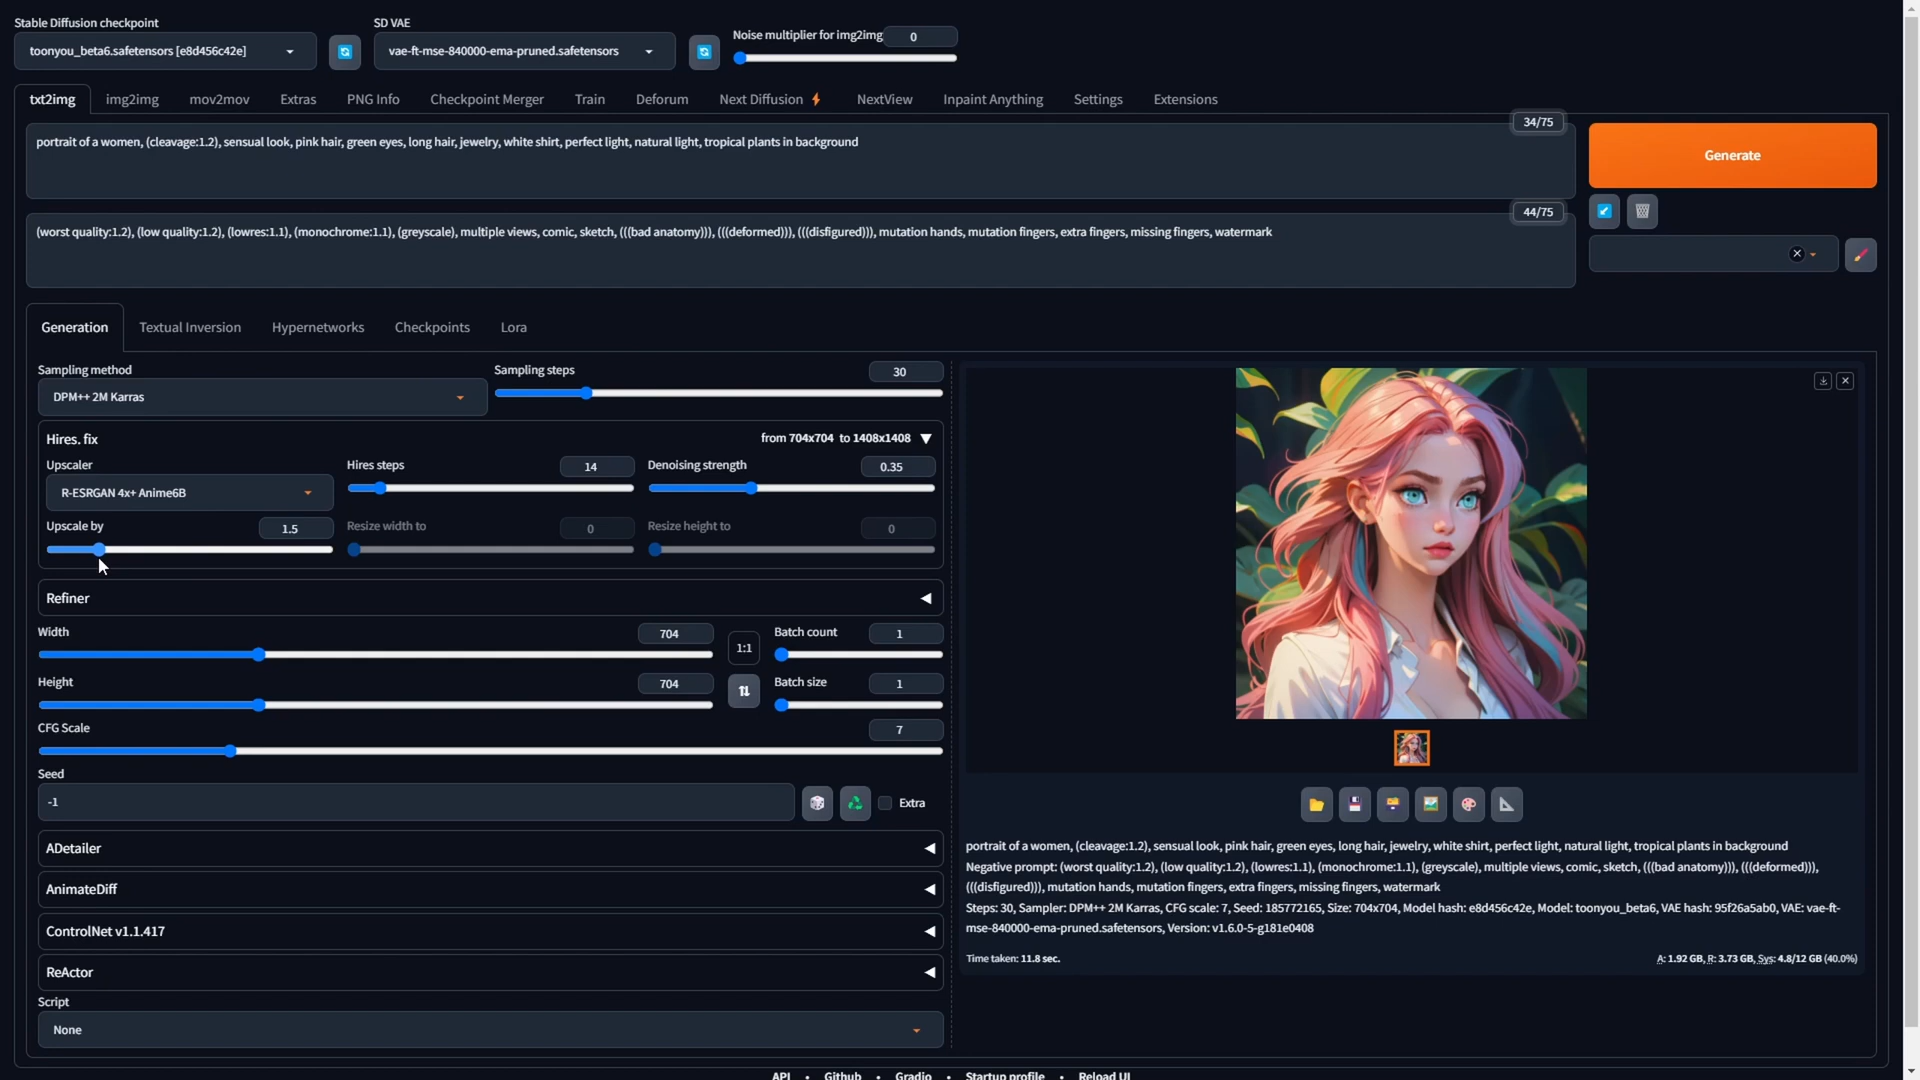 Stable Diffusion checkpoint
SD VAE
Noise multiplier for img2img
0
toonyou_beta6.safetensors [e8d456c42e]
vae-ft-mse-840000-ema-pruned.safetensors
txt2img
img2img
mov2mov
Extras
PNG Info
Checkpoint Merger
Train
Deforum
Next Diffusion
NextView
Inpaint Anything
Settings
Extensions
34/75
portrait of a women, (cleavage:1.2), sensual look, pink hair, green eyes, long hair, jewelry, white shirt, perfect light, natural light, tropical plants in background
Generate
44/75
(worst quality:1.2), (low quality:1.2), (lowres:1.1), (monochrome:1.1), (greyscale), multiple views, comic, sketch, (((bad anatomy))), (((deformed))), (((disfigured))), mutation hands, mutation fingers, extra fingers, missing fingers, watermark
Generation
Textual Inversion
Hypernetworks
Checkpoints
Lora
Sampling method
DPM++ 2M Karras
Sampling steps
30
Hires. fix
from 704x704 to 1408x1408
Upscaler
R-ESRGAN 4x+ Anime6B
Hires steps
14
Denoising strength
0.35
Upscale by
1.5
Resize width to
0
Resize height to
0
Refiner
Width
704
Height
704
1:1
Batch count
1
Batch size
1
CFG Scale
7
Seed
-1
Extra
ADetailer
AnimateDiff
ControlNet v1.1.417
ReActor
Script
None
portrait of a women, (cleavage:1.2), sensual look, pink hair, green eyes, long hair, jewelry, white shirt, perfect light, natural light, tropical plants in background
Negative prompt: (worst quality:1.2), (low quality:1.2), (lowres:1.1), (monochrome:1.1), (greyscale), multiple views, comic, sketch, (((bad anatomy))), (((deformed))),
(((disfigured))), mutation hands, mutation fingers, extra fingers, missing fingers, watermark
Steps: 30, Sampler: DPM++ 2M Karras, CFG scale: 7, Seed: 185772165, Size: 704x704, Model hash: e8d456c42e, Model: toonyou_beta6, VAE hash: 95f26a5ab0, VAE: vae-ft-
mse-840000-ema-pruned.safetensors, Version: v1.6.0-5-g181e0408
Time taken: 11.8 sec.
A: 1.92 GB, R: 3.73 GB, Sys: 4.8/12 GB (40.0%)
API • Github • Gradio • Startup profile • Reload UI